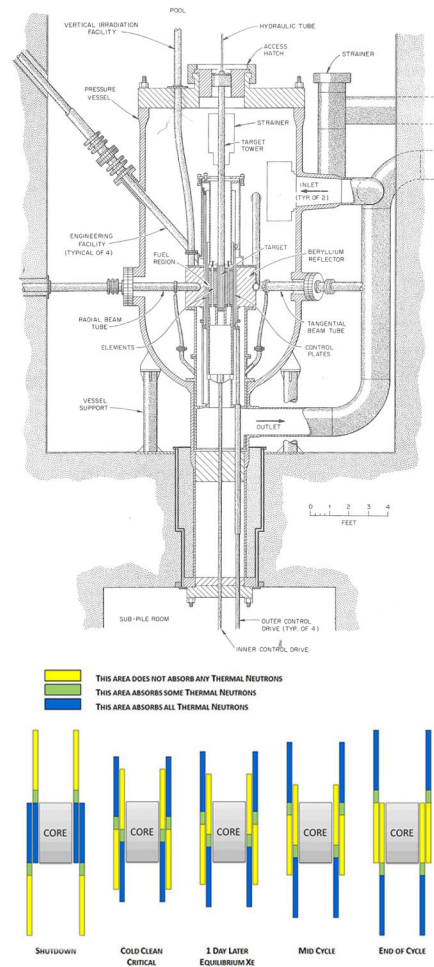 POOL
HYDRAULIC TUBE
VERTICAL IRRADIATION
FACILITY
ACCESS
HATCH
STRAINER
PRESSURE
VESSEL
STRAINER
TARGET
TOWER
INLET
(TYP. OF 2)
ENGINEERING
FACILITY
(TYPICAL OF 4)
TARGET
FUEL
REGION
BERYLLIUM
REFLECTOR
RADIAL BEAM
TUBE
TANGENTIAL
BEAM TUBE
ELEMENTS
CONTROL
PLATES
VESSEL
SUPPORT
OUTLET
0 1 2 3 4
FEET
SUB-PILE ROOM
OUTER CONTROL
DRIVE (TYP. OF 4)
INNER CONTROL DRIVE
THIS AREA DOES NOT ABSORB ANY THERMAL NEUTRONS
THIS AREA ABSORBS SOME THERMAL NEUTRONS
THIS AREA ABSORBS ALL THERMAL NEUTRONS
CORE
CORE
CORE
CORE
CORE
SHUTDOWN
COLD CLEAN
CRITICAL
1 DAY LATER
EQUILIBRIUM XE
MID CYCLE
END OF CYCLE